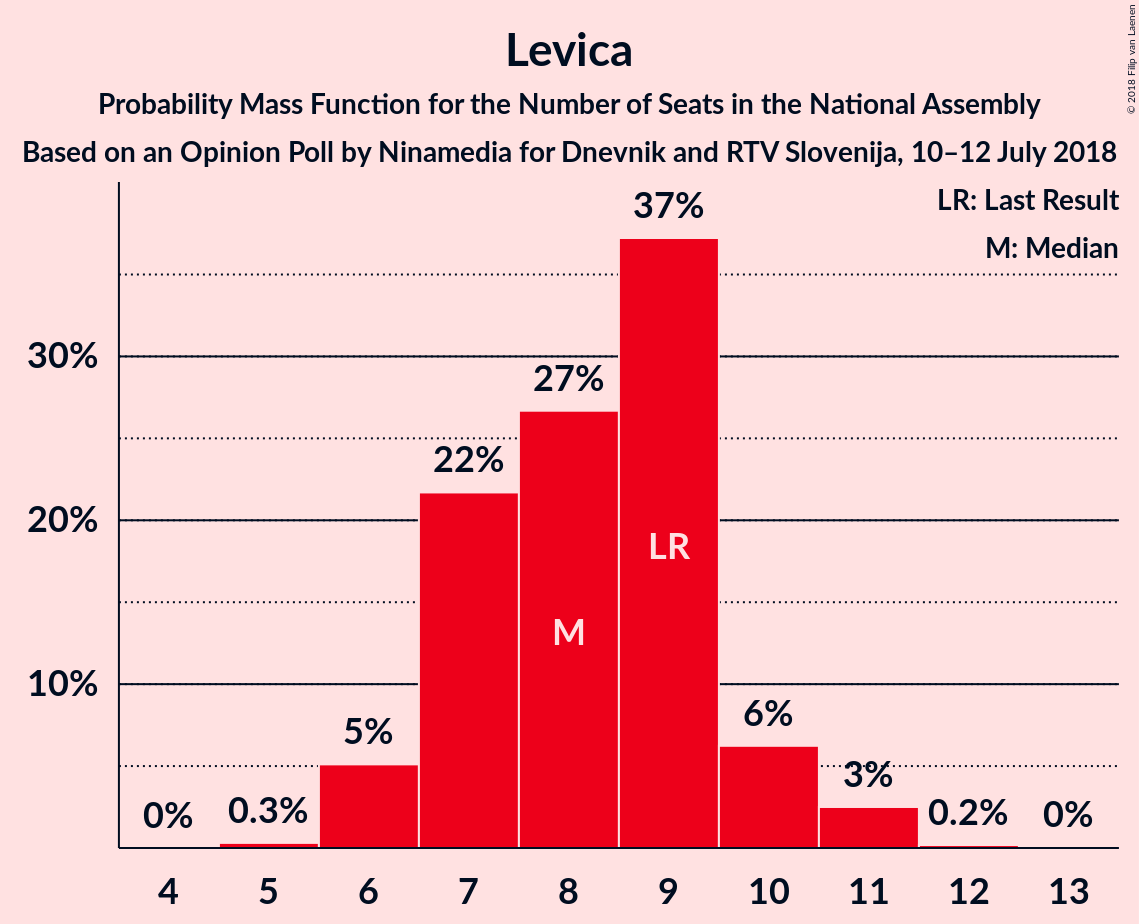 Levica
Probability Mass Function for the Number of Seats in the National Assembly
Based on an Opinion Poll by Ninamedia for Dnevnik and RTV Slovenija, 10–12 July 2018
© 2018 Filip van Laenen
LR: Last Result
M: Median
37%
30%
27%
22%
20%
LR
M
10%
6%
5%
3%
0%
0.3%
0.2%
0%
4 5 6 7 8 9 10 11 12 13